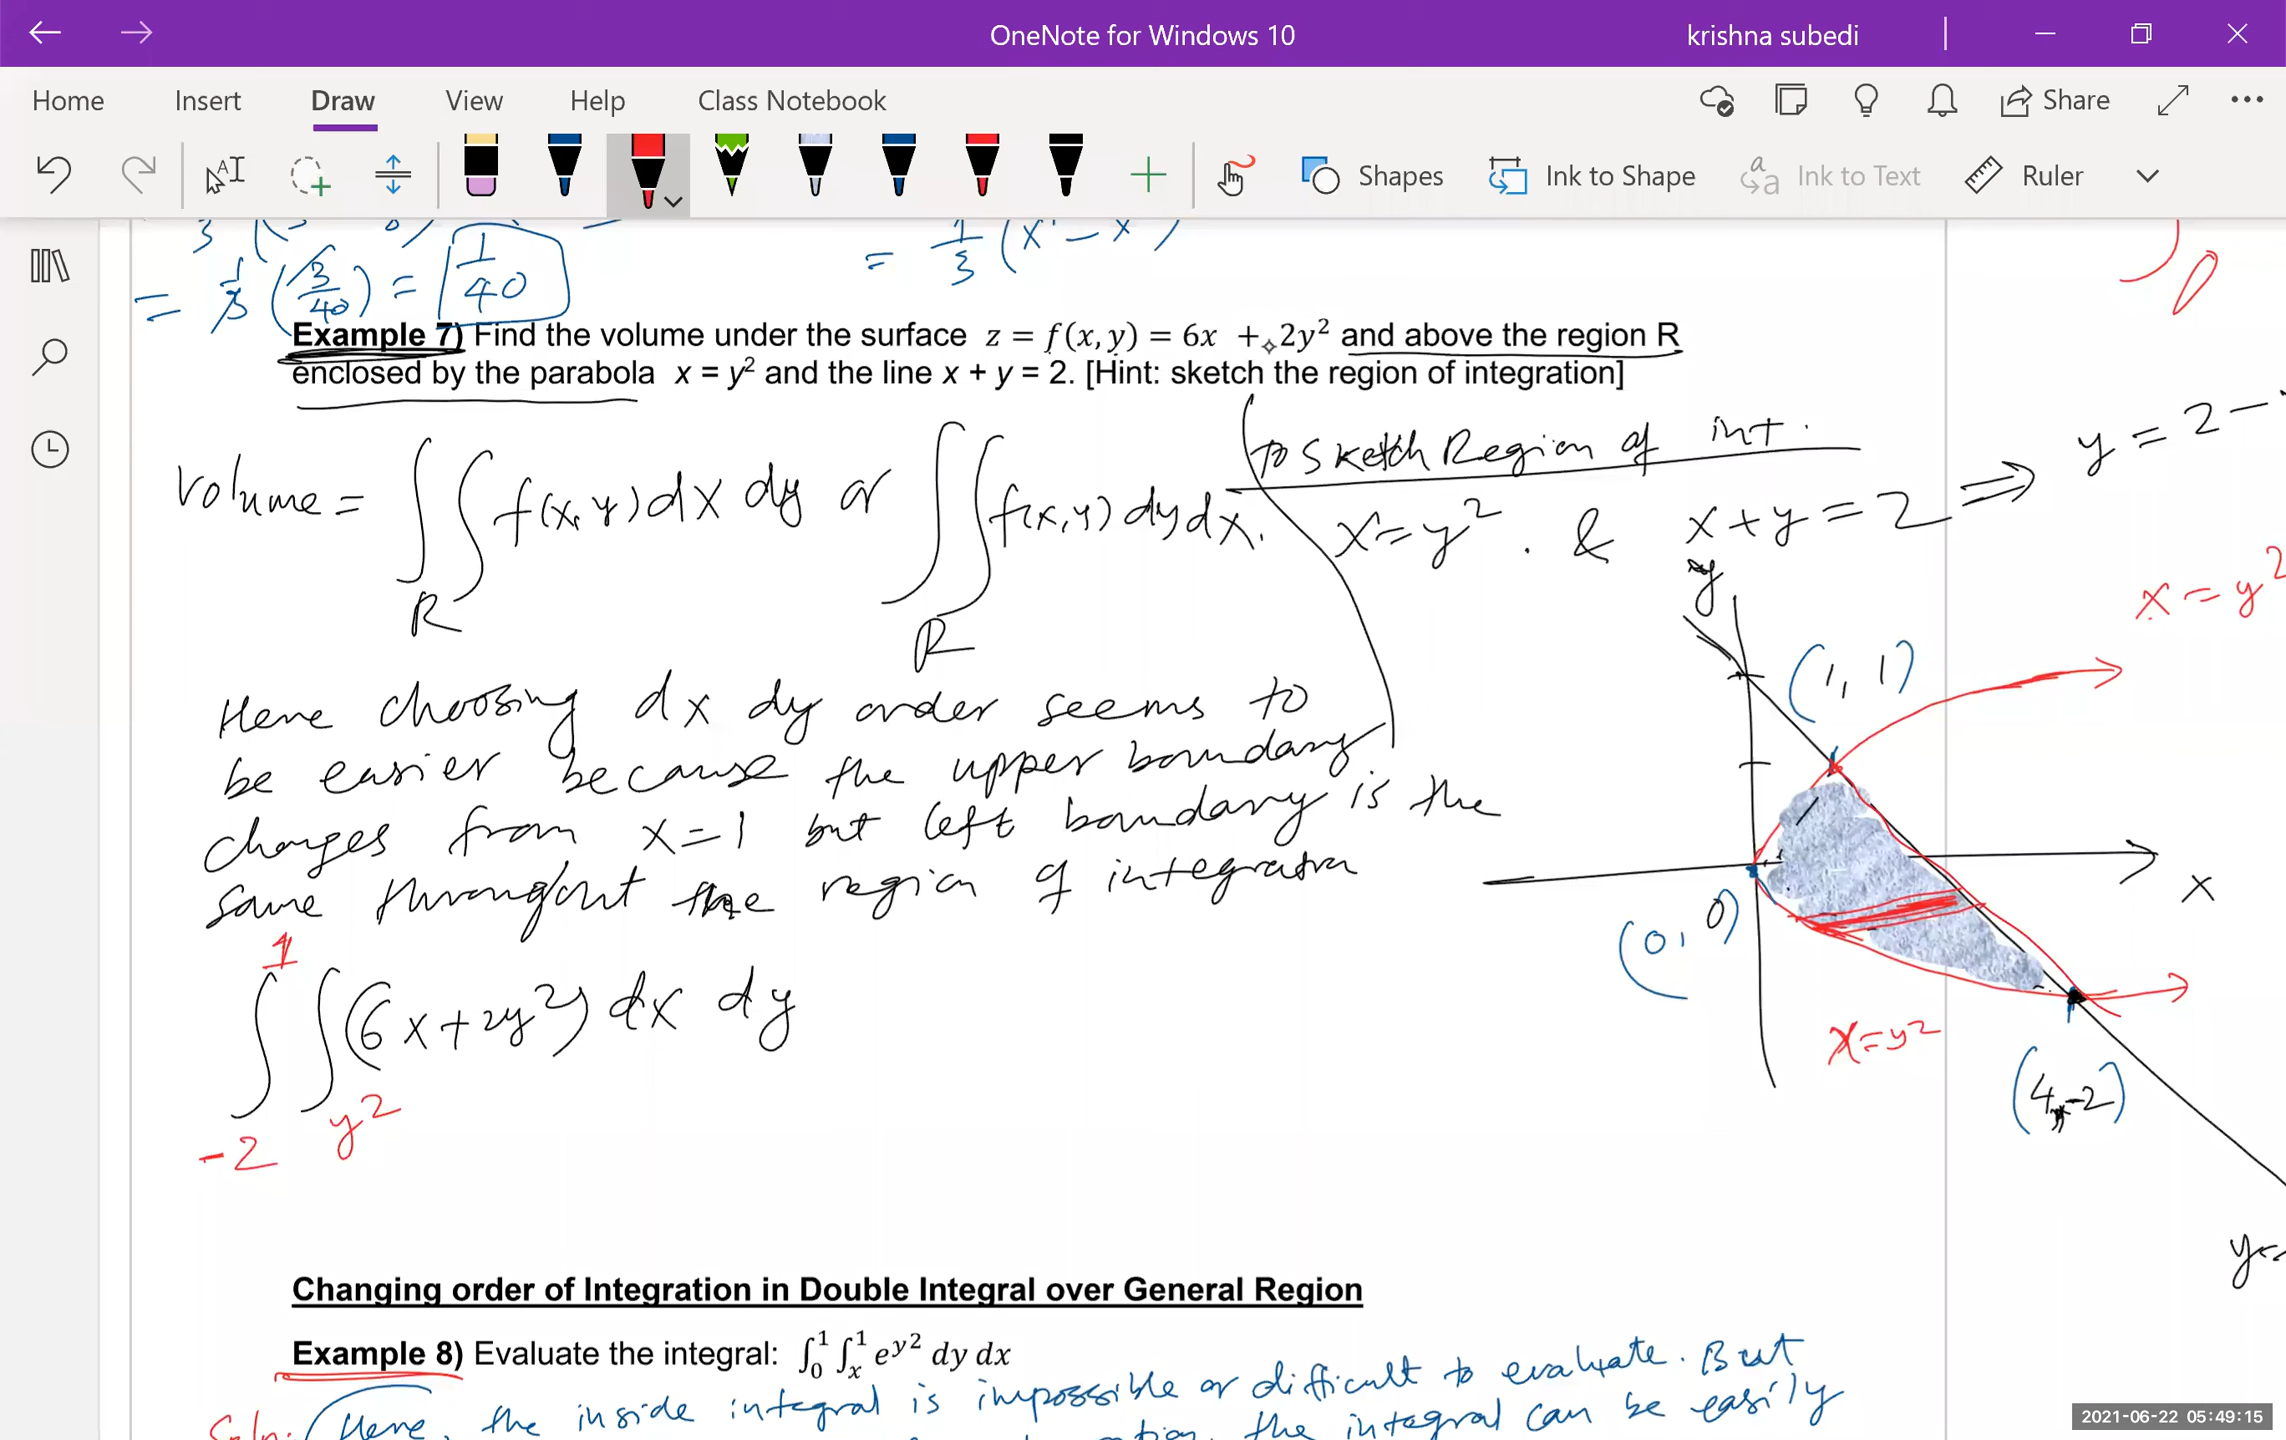 OneNote for Windows 10
krishna subedi
Home Insert Draw View Help Class Notebook
Share
Shapes Ink to Shape Ink to Text Ruler
= 1/3 (3/40) = 1/40
= 1/3 (x - x )
Example 7) Find the volume under the surface z = f(x, y) = 6x + 2y² and above the region R
enclosed by the parabola x = y² and the line x + y = 2. [Hint: sketch the region of integration]
Volume = ∫∫ f(x,y) dx dy or ∫∫ f(x,y) dy dx.
R R
To Sketch Region of int.
x = y² . & x + y = 2 ⇒ y = 2 -
x = y²
y
(1, 1)
x
(0, 0)
x=y²
(4, -2)
y=
Here choosing dx dy order seems to
be easier because the upper boundary
changes from x=1 but left boundary is the
same throughout the region of integration
1
∫∫ (6x+2y²) dx dy
-2 y²
Changing order of Integration in Double Integral over General Region
Example 8) Evaluate the integral: ∫₀¹ ∫ₓ¹ e^{y²} dy dx
Soln: Here, the inside integral is impossible or difficult to evaluate. But
the integral can be easily
2021-06-22 05:49:15